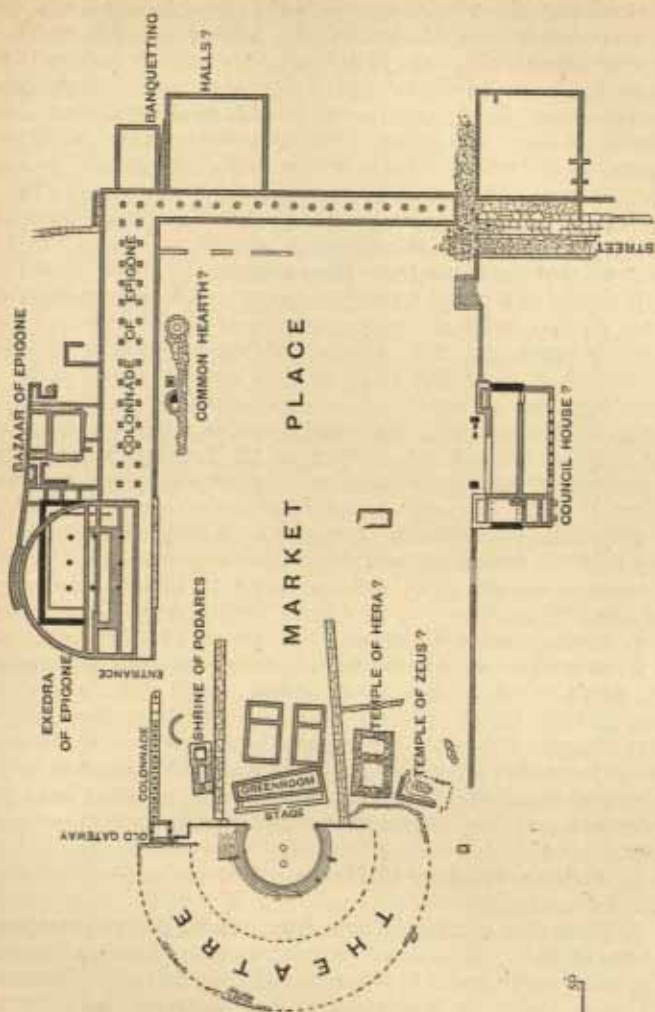 BANQUETTING
HALLS?
BAZAAR OF EPIGONE
COLONNADE OF EPIGONE
COMMON HEARTH?
STREET
MARKET PLACE
COUNCIL HOUSE?
EXEDRA
OF EPIGONE
ENTRANCE
SHRINE OF PODARES
TEMPLE OF HERA?
TEMPLE OF ZEUS?
COLONNADE
OLD GATEWAY
GREENROOM
STAGE
THEATRE
50